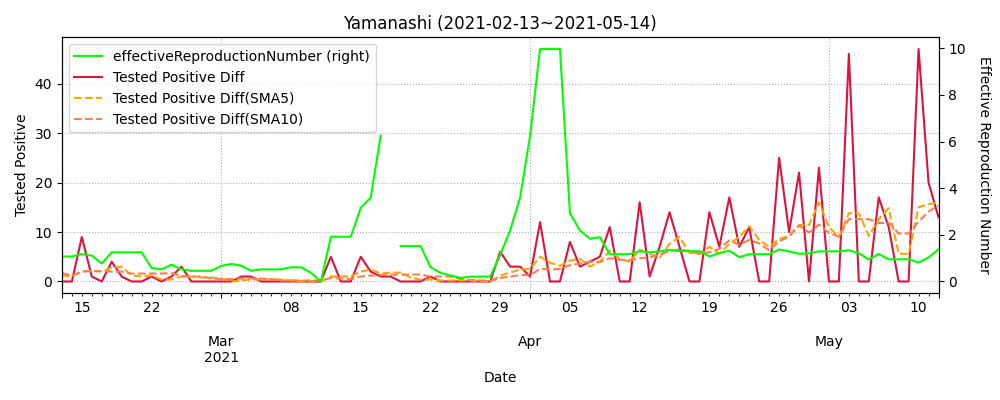 Yamanashi (2021-02-13~2021-05-14)
effectiveReproductionNumber (right)
Tested Positive Diff
Tested Positive Diff(SMA5)
Tested Positive Diff(SMA10)
Tested Positive
40
30
20
10
0
Effective Reproduction Number
10
8
6
4
2
0
15 22 08 15 22 29 05 12 19 26 03 10
Mar Apr May
2021
Date